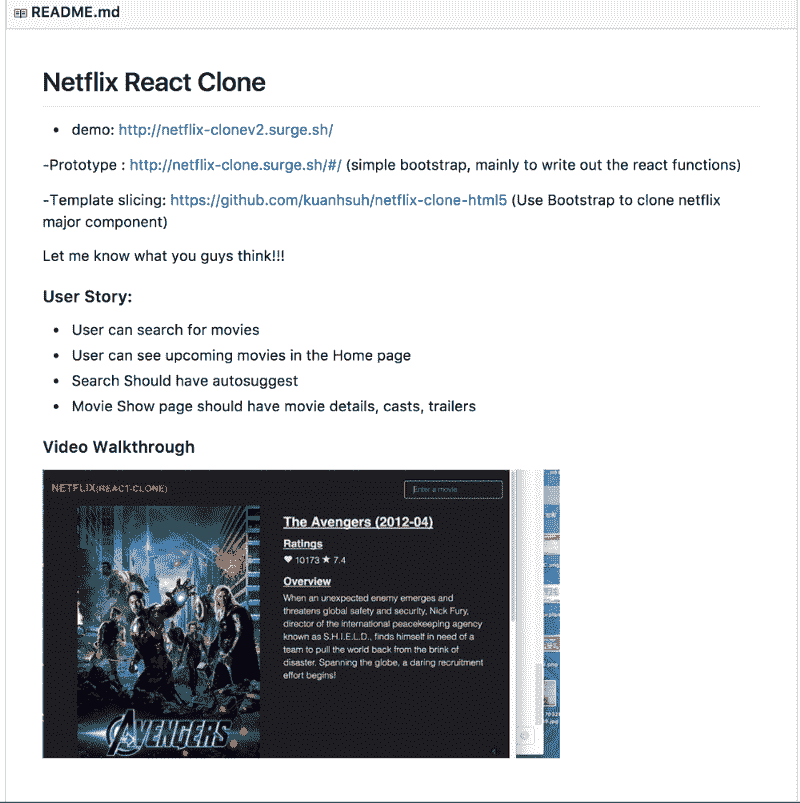 README.md
Netflix React Clone
• demo: http://netflix-clonev2.surge.sh/
-Prototype : http://netflix-clone.surge.sh/#/ (simple bootstrap, mainly to write out the react functions)
-Template slicing: https://github.com/kuanhsuh/netflix-clone-html5 (Use Bootstrap to clone netflix
major component)
Let me know what you guys think!!!
User Story:
• User can search for movies
• User can see upcoming movies in the Home page
• Search Should have autosuggest
• Movie Show page should have movie details, casts, trailers
Video Walkthrough
NETFLIX(REACT-CLONE)
Enter a movie
The Avengers (2012-04)
Ratings
♥ 10173 ★ 7.4
Overview
When an unexpected enemy emerges and
threatens global safety and security, Nick Fury,
director of the international peacekeeping agency
known as S.H.I.E.L.D., finds himself in need of a
team to pull the world back from the brink of
disaster. Spanning the globe, a daring recruitment
effort begins!
AVENGERS